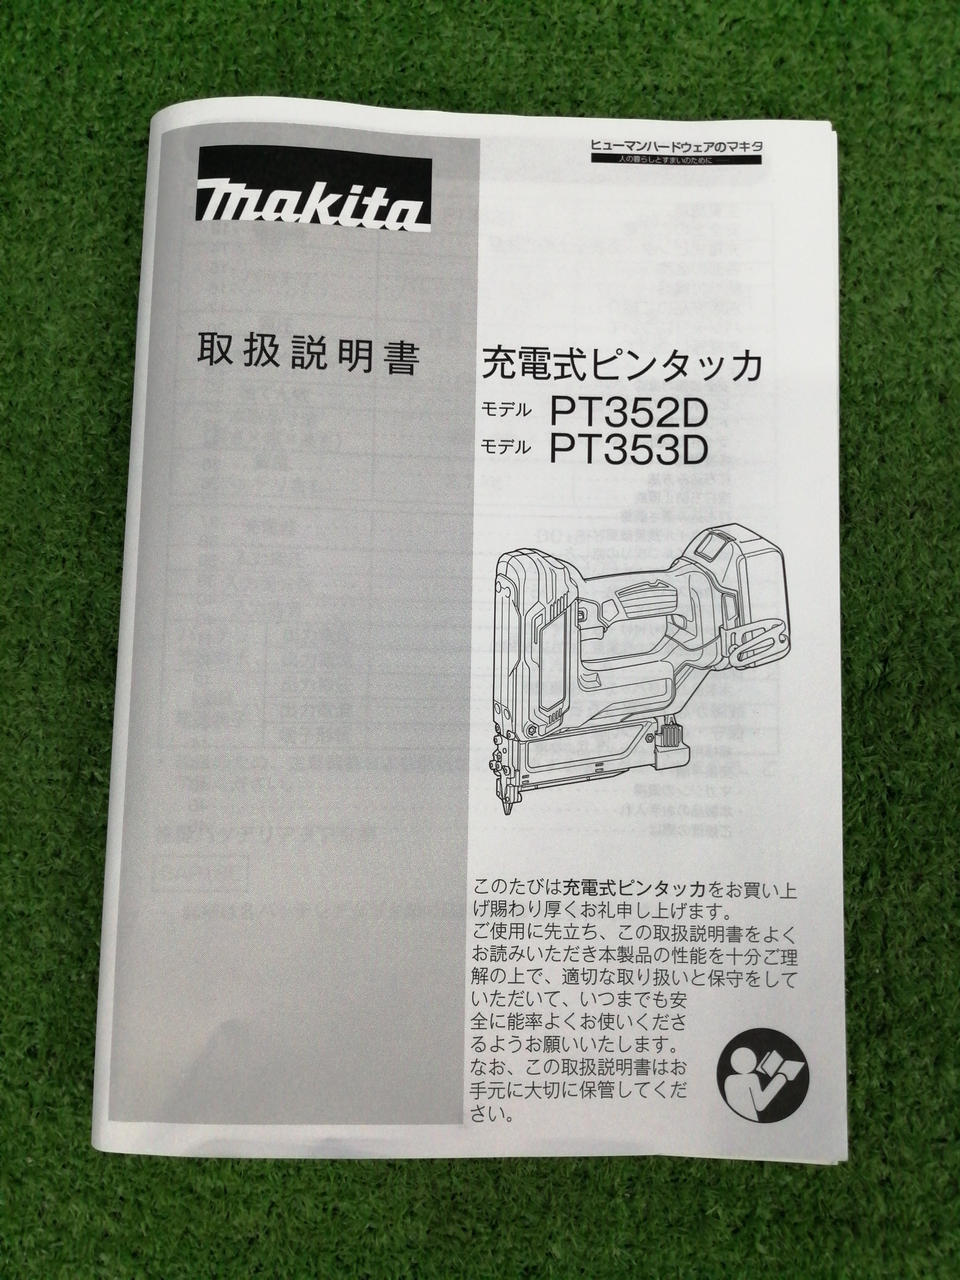 ヒューマンハードウェアのマキタ
人の暮らしとすまいのために
makita
取扱説明書
充電式ピンタッカ
モデル PT352D
モデル PT353D
このたびは充電式ピンタッカをお買い上
げ賜わり厚くお礼申し上げます。
ご使用に先立ち、この取扱説明書をよく
お読みいただき本製品の性能を十分ご理
解の上で、適切な取り扱いと保守をして
いただいて、いつまでも安
全に能率よくお使いくださ
るようお願いいたします。
なお、この取扱説明書はお
手元に大切に保管してくだ
さい。